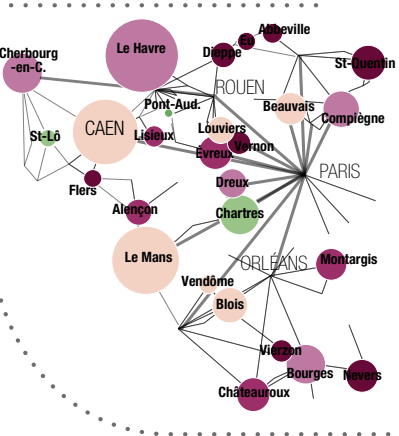 Abbeville
Eu
Cherbourg
-en-C.
Le Havre
Dieppe
St-Quentin
ROUEN
Pont-Aud.
Beauvais
Compiègne
St-Lô
CAEN
Lisieux
Louviers
Évreux
Vernon
PARIS
Flers
Dreux
Alençon
Chartres
Le Mans
ORLÉANS
Montargis
Vendôme
Blois
Vierzon
Bourges
Nevers
Châteauroux